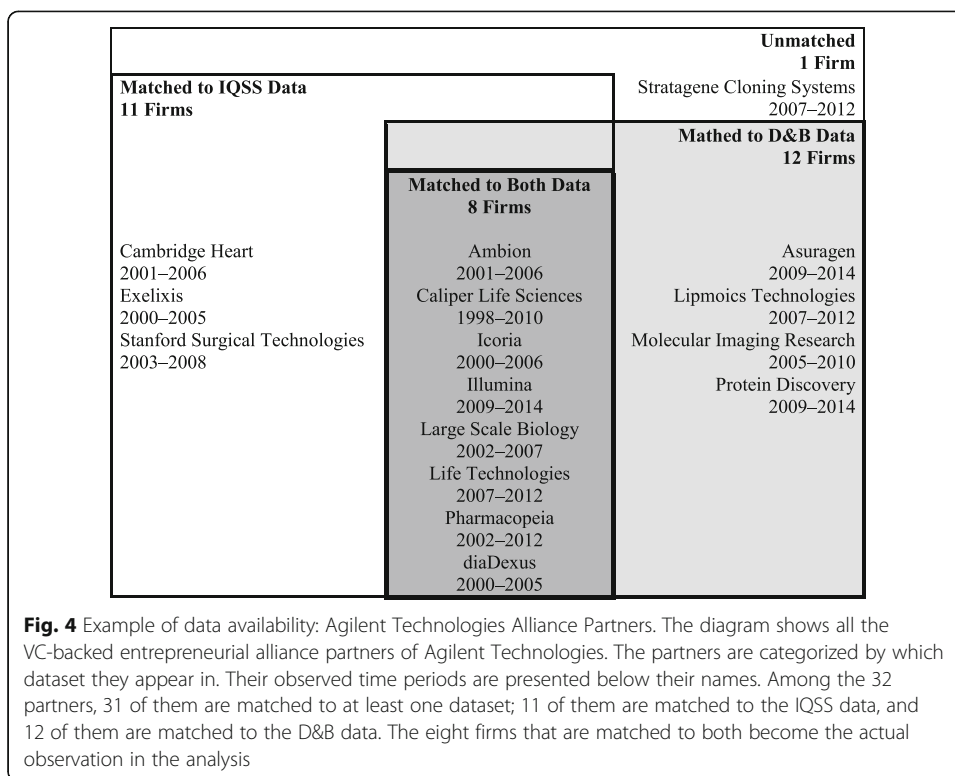 Unmatched
1 Firm
Stratagene Cloning Systems
2007–2012
Matched to IQSS Data
11 Firms
Mathed to D&B Data
12 Firms
Matched to Both Data
8 Firms
Cambridge Heart
2001–2006
Exelixis
2000–2005
Stanford Surgical Technologies
2003–2008
Ambion
2001–2006
Caliper Life Sciences
1998–2010
Icoria
2000–2006
Illumina
2009–2014
Large Scale Biology
2002–2007
Life Technologies
2007–2012
Pharmacopeia
2002–2012
diaDexus
2000–2005
Asuragen
2009–2014
Lipmoics Technologies
2007–2012
Molecular Imaging Research
2005–2010
Protein Discovery
2009–2014
Fig. 4 Example of data availability: Agilent Technologies Alliance Partners. The diagram shows all the
VC-backed entrepreneurial alliance partners of Agilent Technologies. The partners are categorized by which
dataset they appear in. Their observed time periods are presented below their names. Among the 32
partners, 31 of them are matched to at least one dataset; 11 of them are matched to the IQSS data, and
12 of them are matched to the D&B data. The eight firms that are matched to both become the actual
observation in the analysis